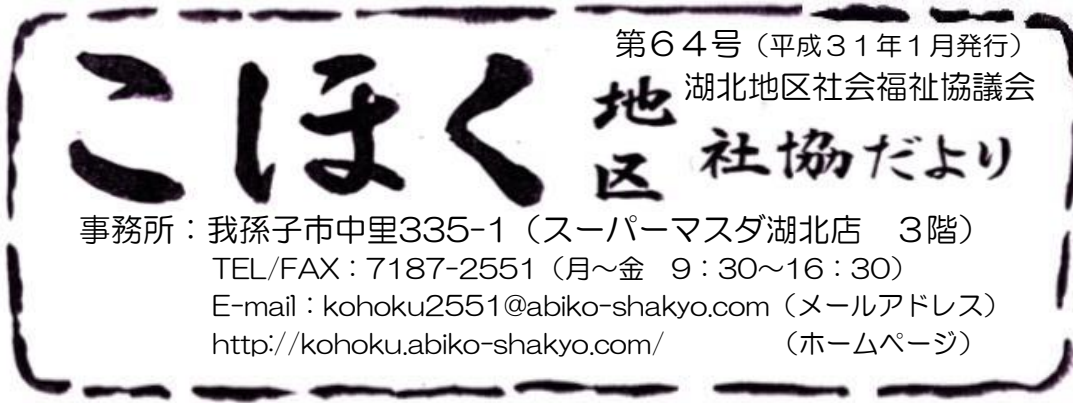 第６４号（平成３１年１月発行）
湖北地区社会福祉協議会
こほく地区社協だより
事務所：我孫子市中里335-1（スーパーマスダ湖北店　３階）
TEL/FAX：7187-2551（月～金　9：30～16：30）
E-mail：kohoku2551@abiko-shakyo.com（メールアドレス）
http://kohoku.abiko-shakyo.com/　（ホームページ）